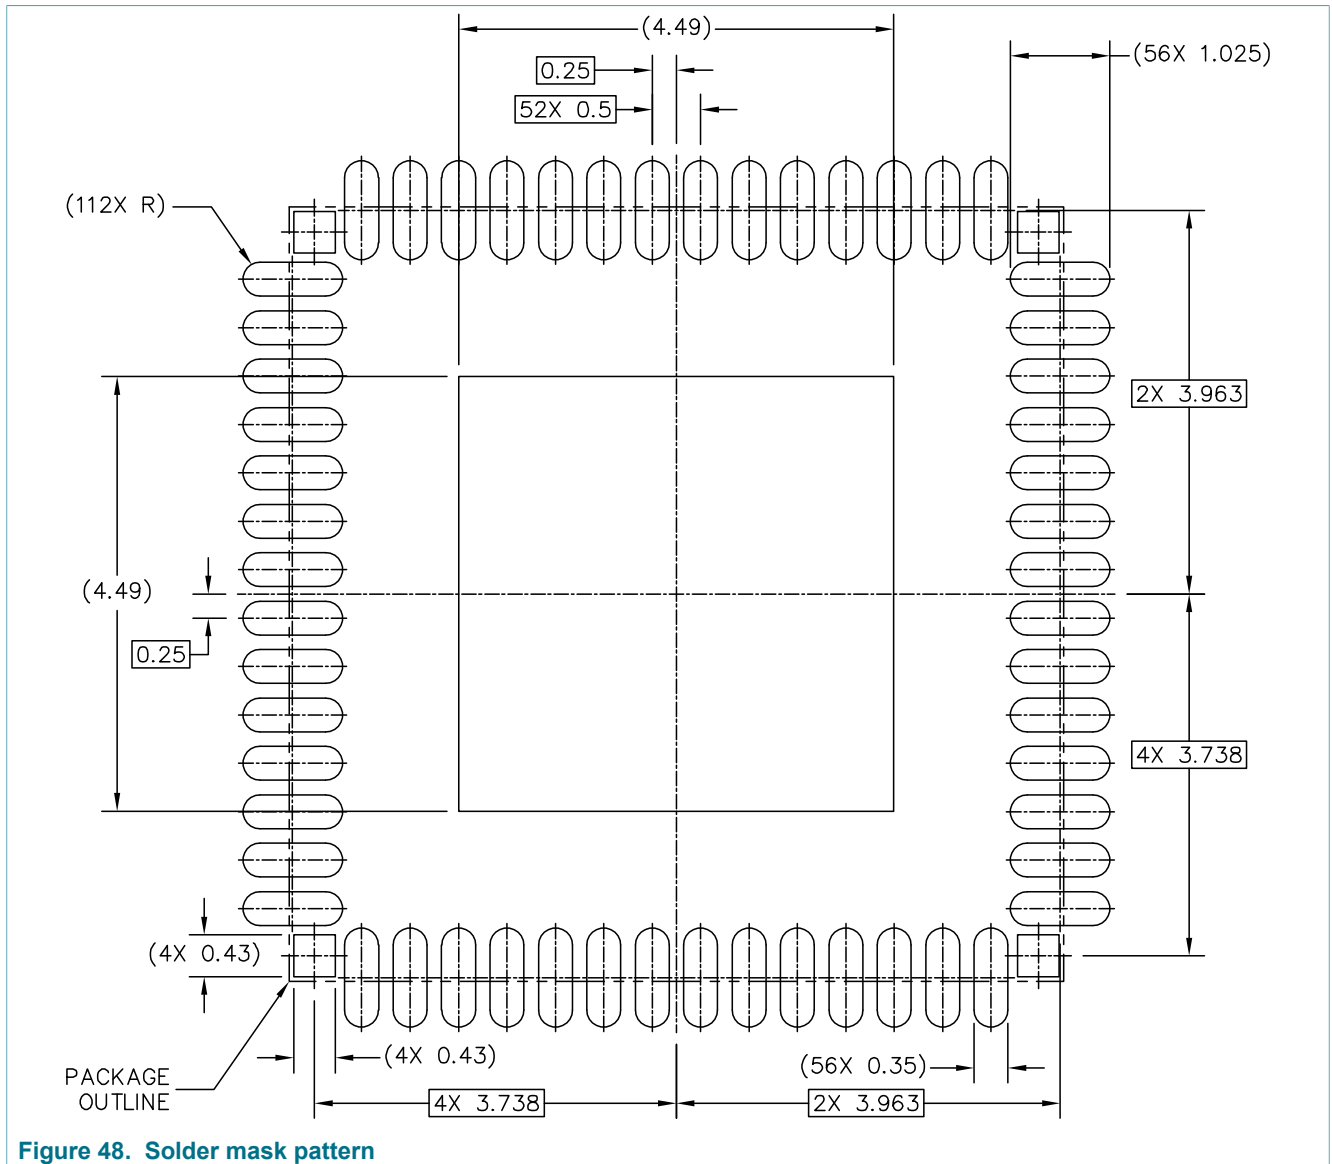 (4.49)
(56X 1.025)
0.25
52X 0.5
(112X R)
2X 3.963
(4.49)
0.25
4X 3.738
(4X 0.43)
(4X 0.43)
(56X 0.35)
PACKAGE
OUTLINE
4X 3.738
2X 3.963
Figure 48. Solder mask pattern